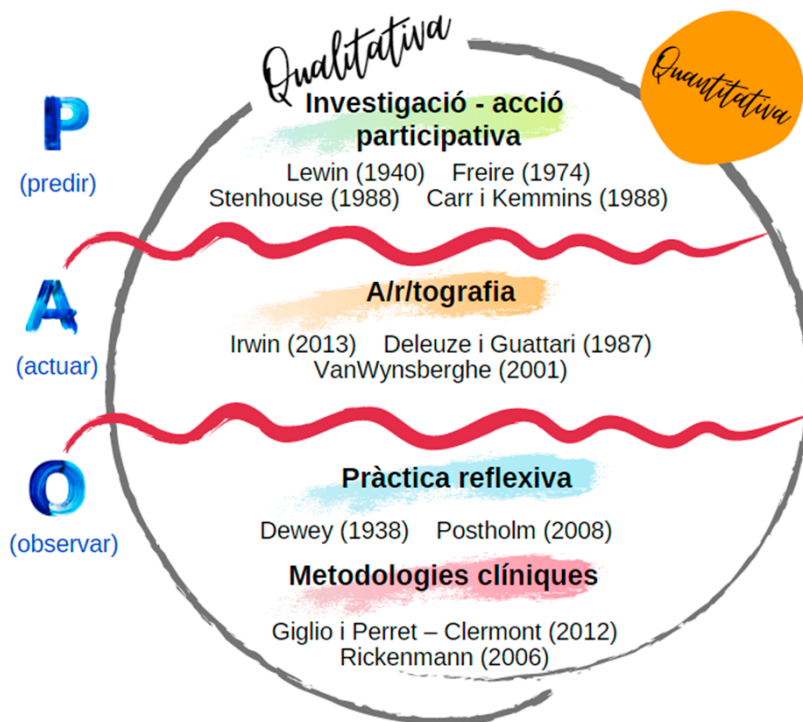 Qualitativa
Quantitativa
P
(predir)
Investigació - acció
participativa
Lewin (1940) Freire (1974)
Stenhouse (1988) Carr i Kemmins (1988)
A
(actuar)
A/r/tografia
Irwin (2013) Deleuze i Guattari (1987)
VanWynsberghe (2001)
O
(observar)
Pràctica reflexiva
Dewey (1938) Postholm (2008)
Metodologies clíniques
Giglio i Perret – Clermont (2012)
Rickenmann (2006)